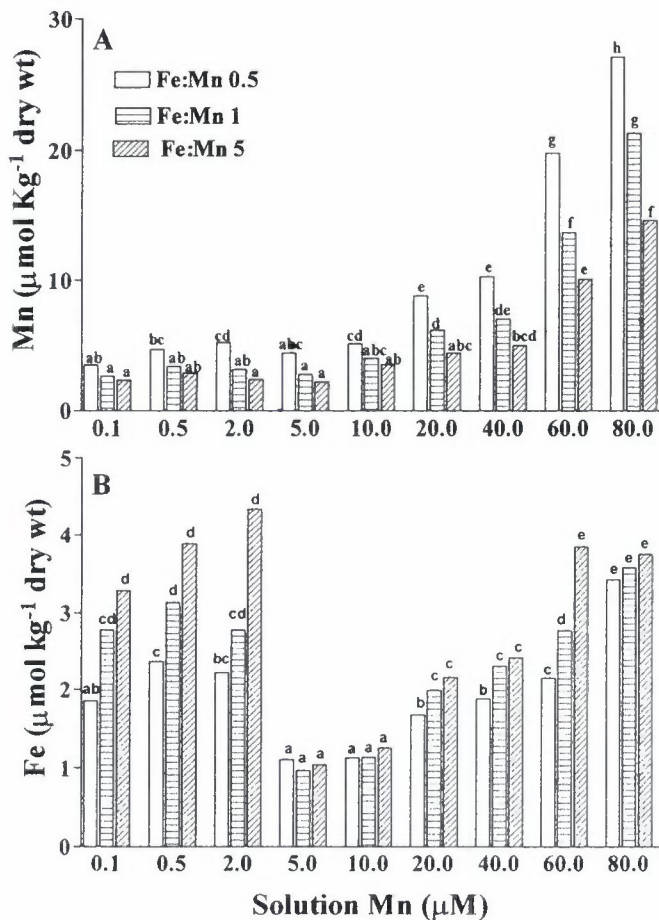 A
Fe:Mn 0.5
Fe:Mn 1
Fe:Mn 5
Mn (μmol Kg⁻¹ dry wt)
30
20
10
0
ab a a
bc ab ab
cd ab a
abc a a
cd abc ab
e d abc
e de bcd
g f e
h g e
0.1 0.5 2.0 5.0 10.0 20.0 40.0 60.0 80.0
B
Fe (μmol kg⁻¹ dry wt)
5
4
3
2
1
0
ab cd d
c d d
bc cd d
a a a
a a a
b c c
b c c
c d e
e e e
0.1 0.5 2.0 5.0 10.0 20.0 40.0 60.0 80.0
Solution Mn (μM)